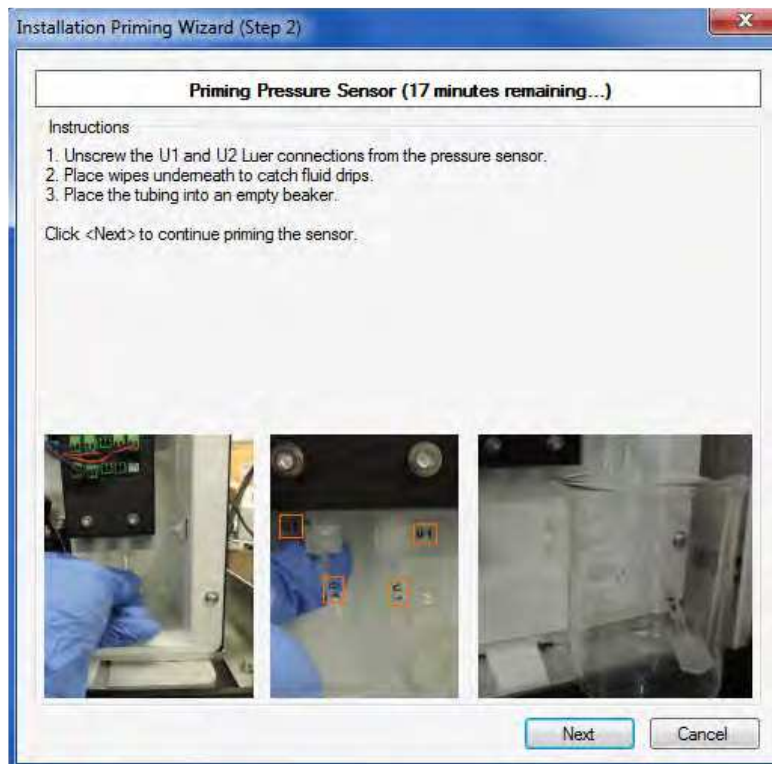 Installation Priming Wizard (Step 2)
Priming Pressure Sensor (17 minutes remaining...)
Instructions
1. Unscrew the U1 and U2 Luer connections from the pressure sensor.
2. Place wipes underneath to catch fluid drips.
3. Place the tubing into an empty beaker.
Click <Next> to continue priming the sensor.
Next
Cancel